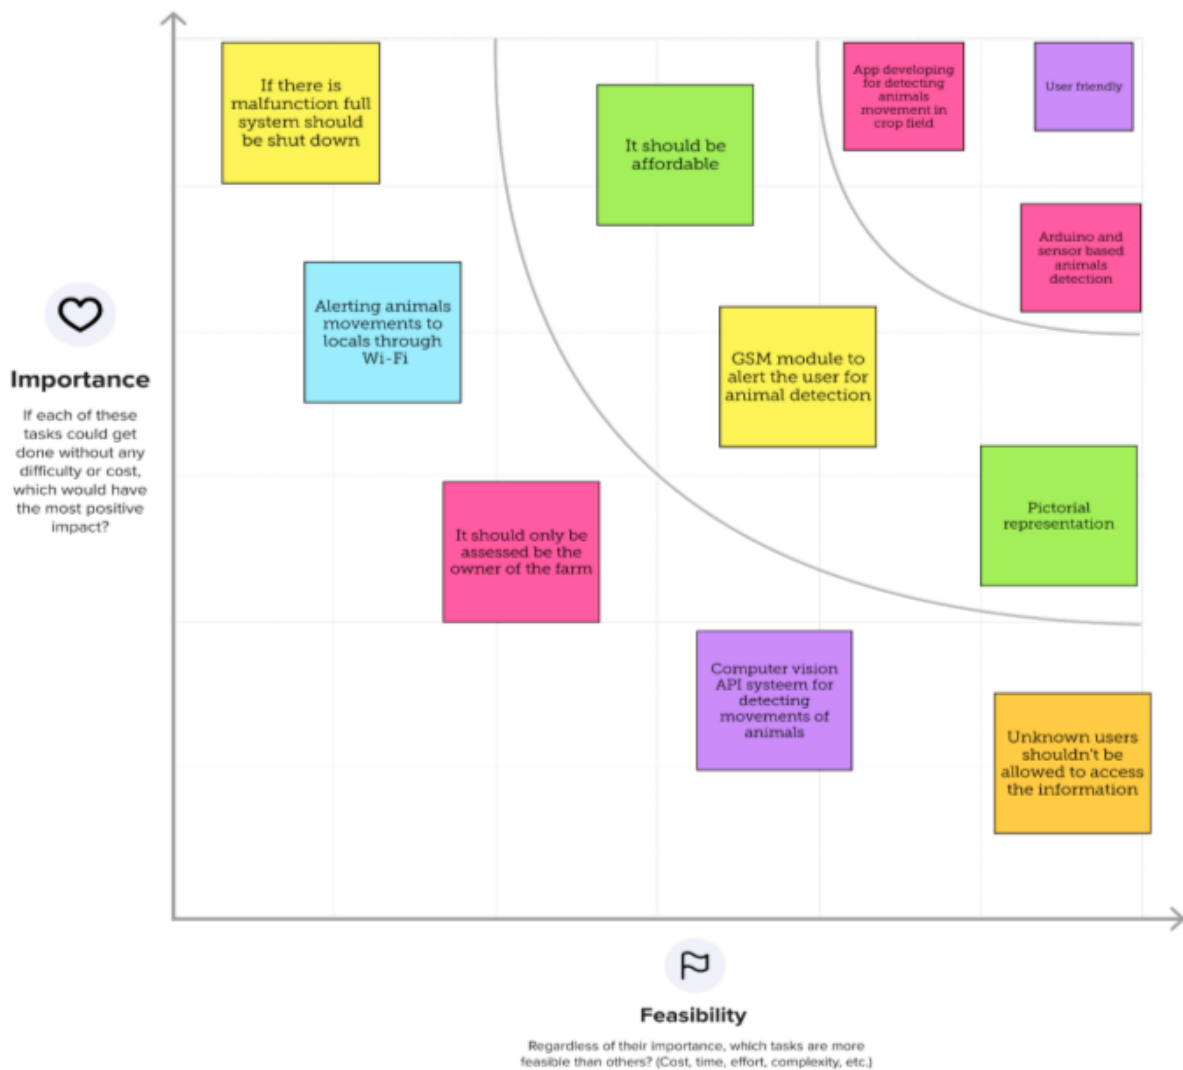 If there is
malfunction full
system should
be shut down
It should be
affordable
App developing
for detecting
animals
movement in
crop field
User friendly
Arduino and
sensor based
animals
detection
Alerting animals
movements to
locals through
Wi-Fi
GSM module to
alert the user for
animal detection
Importance
If each of these
tasks could get
done without any
difficulty or cost,
which would have
the most positive
impact?
It should only be
assessed be the
owner of the farm
Pictorial
representation
Computer vision
API systeem for
detecting
movements of
animals
Unknown users
shouldn't be
allowed to access
the information
Feasibility
Regardless of their importance, which tasks are more
feasible than others? (Cost, time, effort, complexity, etc.)